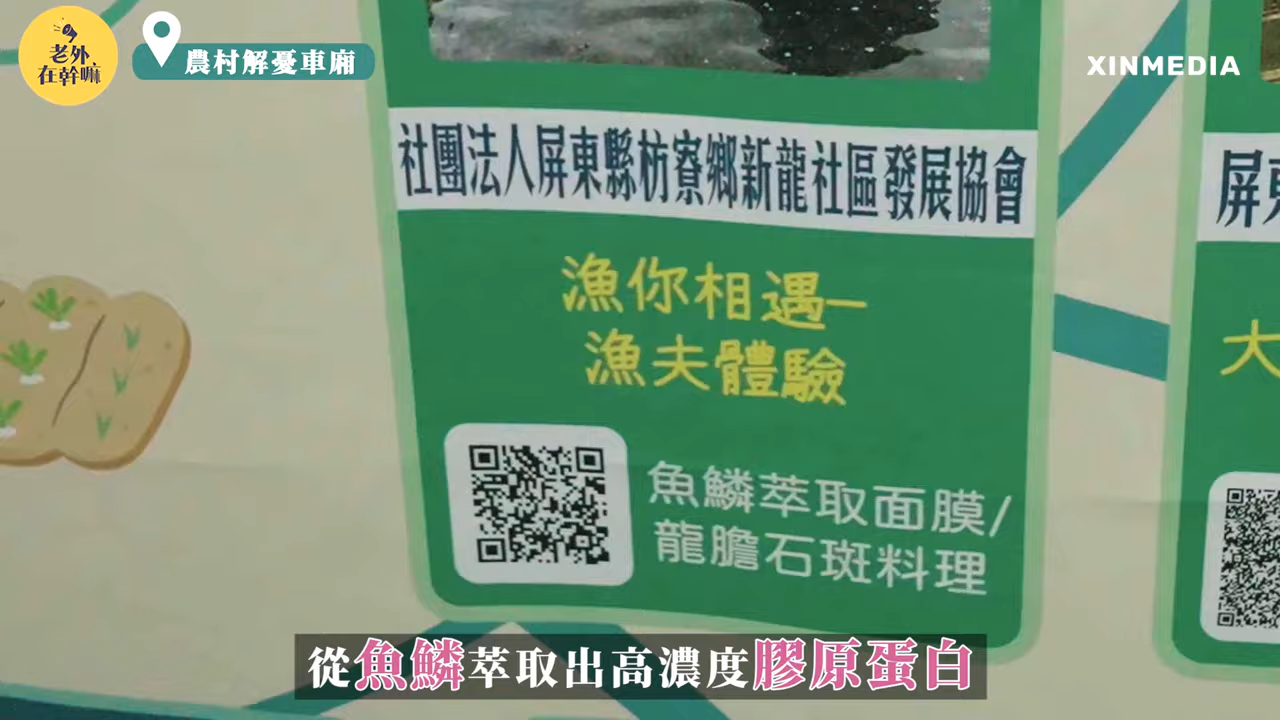 老外
在幹嘛
農村解憂車廂
XINMEDIA
社團法人屏東縣枋寮鄉新龍社區發展協會
漁你相遇—
漁夫體驗
魚鱗萃取面膜/
龍膽石斑料理
屏
大
從魚鱗萃取出高濃度膠原蛋白